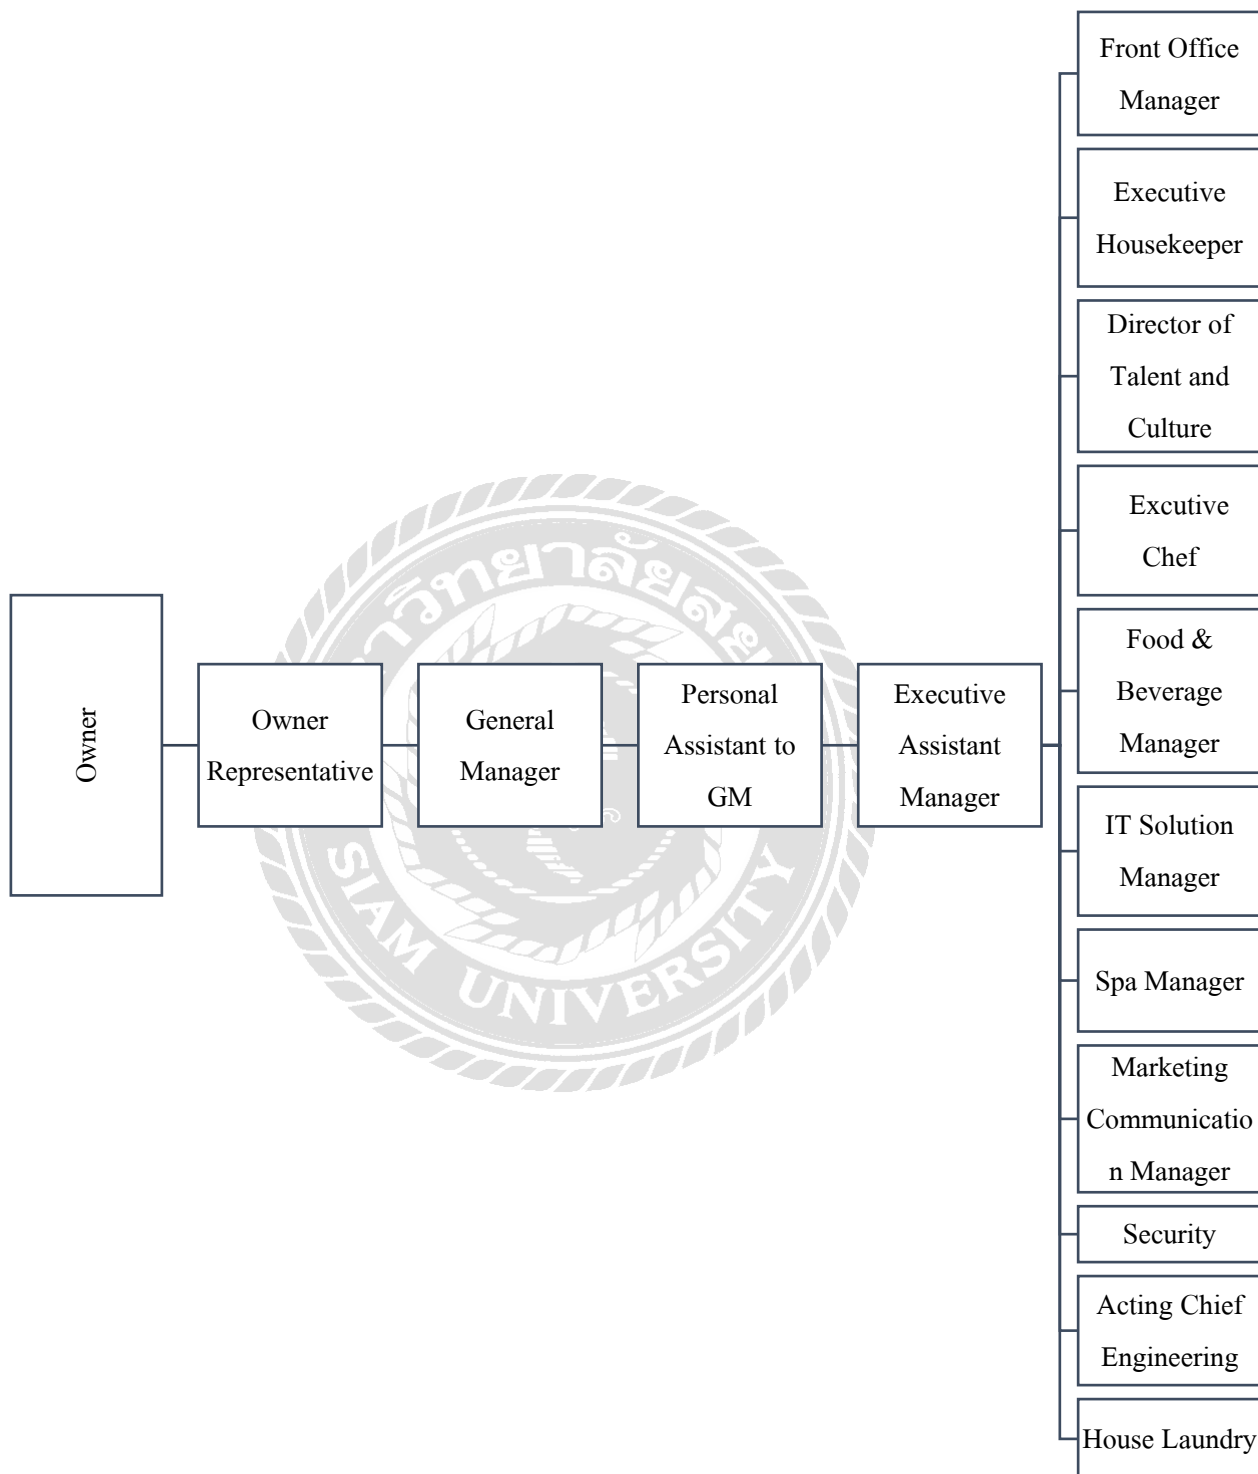 Owner
Owner
Representative
General
Manager
Personal
Assistant to
GM
Executive
Assistant
Manager
Front Office
Manager
Executive
Housekeeper
Director of
Talent and
Culture
Excutive
Chef
Food &
Beverage
Manager
IT Solution
Manager
Spa Manager
Marketing
Communicatio
n Manager
Security
Acting Chief
Engineering
House Laundry
SIAM UNIVERSITY